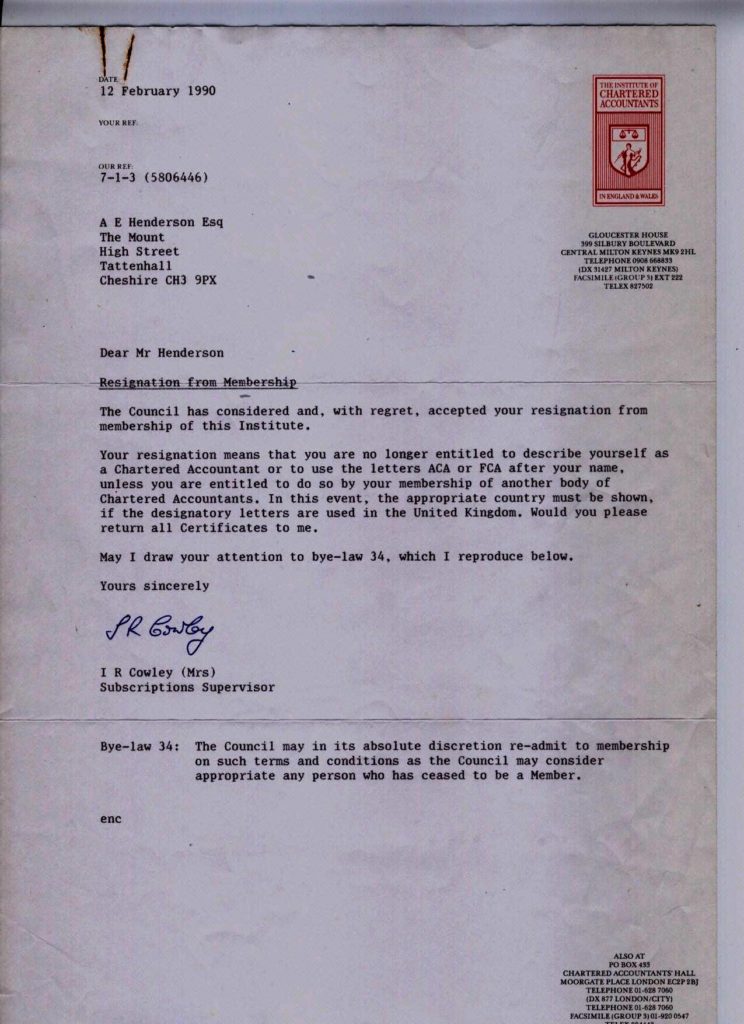 DATE
12 February 1990
YOUR REF:
OUR REF:
7-1-3 (5806446)
THE INSTITUTE OF
CHARTERED
ACCOUNTANTS
IN ENGLAND & WALES
GLOUCESTER HOUSE
399 SILBURY BOULEVARD
CENTRAL MILTON KEYNES MK9 2HL
TELEPHONE 0908 668833
(DX 31427 MILTON KEYNES)
FACSIMILE (GROUP 3) EXT 222
TELEX 827502
A E Henderson Esq
The Mount
High Street
Tattenhall
Cheshire CH3 9PX
Dear Mr Henderson
Resignation from Membership
The Council has considered and, with regret, accepted your resignation from
membership of this Institute.
Your resignation means that you are no longer entitled to describe yourself as
a Chartered Accountant or to use the letters ACA or FCA after your name,
unless you are entitled to do so by your membership of another body of
Chartered Accountants. In this event, the appropriate country must be shown,
if the designatory letters are used in the United Kingdom. Would you please
return all Certificates to me.
May I draw your attention to bye-law 34, which I reproduce below.
Yours sincerely
I R Cowley
I R Cowley (Mrs)
Subscriptions Supervisor
Bye-law 34: The Council may in its absolute discretion re-admit to membership
on such terms and conditions as the Council may consider
appropriate any person who has ceased to be a Member.
enc
ALSO AT
PO BOX 433
CHARTERED ACCOUNTANTS' HALL
MOORGATE PLACE LONDON EC2P 2BJ
TELEPHONE 01-628 7060
(DX 877 LONDON/CITY)
TELEPHONE 01-628 7060
FACSIMILE (GROUP 3) 01-920 0547